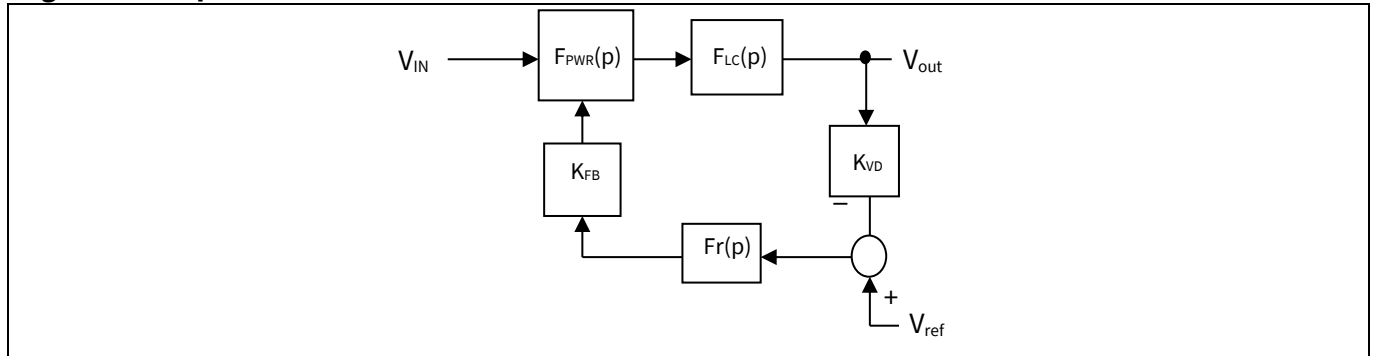 V_IN
F_PWR(p)
F_LC(p)
V_out
K_FB
K_VD
−
Fr(p)
+
V_ref